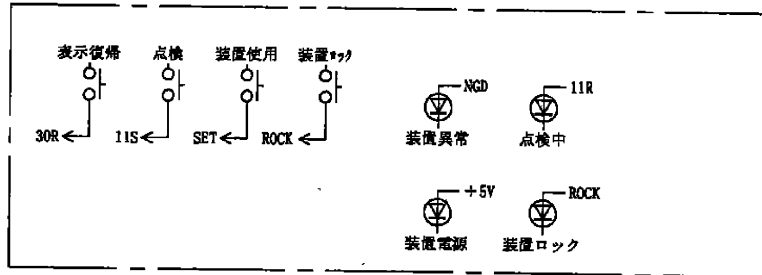 表示復帰 点検 装置使用 装置ロック
30R 11S SET ROCK
NGD 11R
装置異常 点検中
+5V ROCK
装置電源 装置ロック